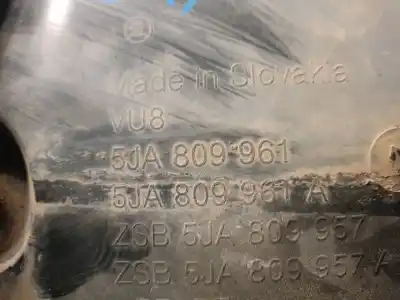 Made in Slovakia
VU8
5JA 809 961
5JA 809 961 A
ZSB 5JA 809 957
ZSB 5JA 809 957 A